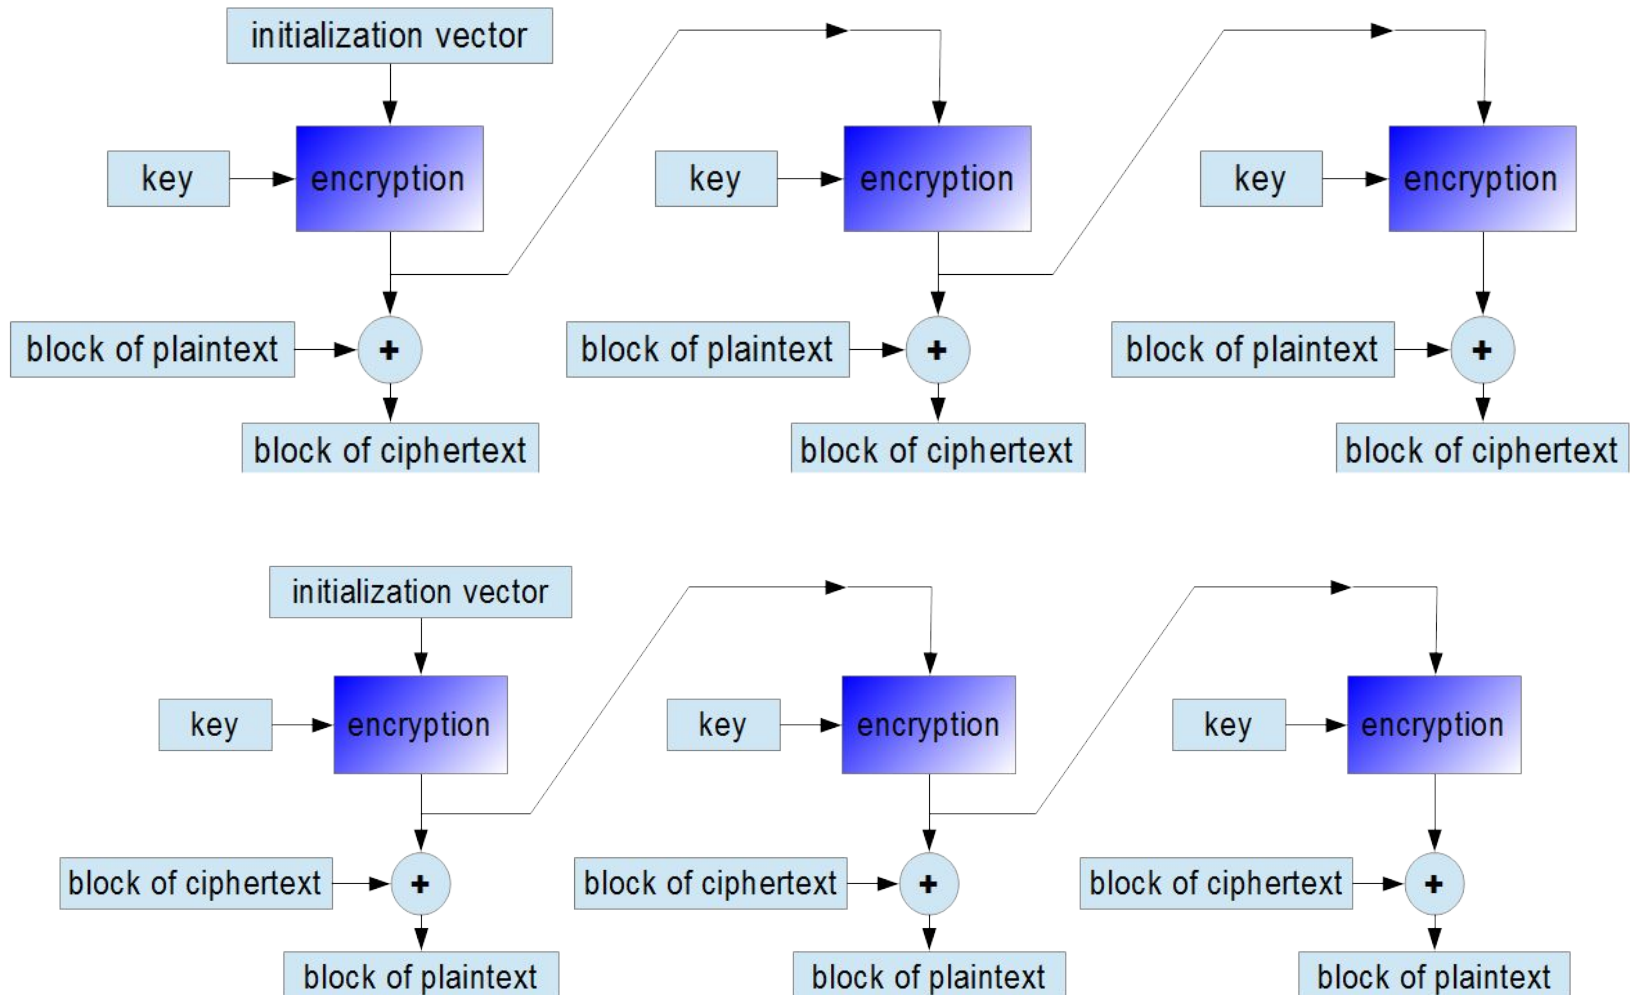 initialization vector
key
encryption
key
encryption
key
encryption
block of plaintext
+
block of plaintext
+
block of plaintext
+
block of ciphertext
block of ciphertext
block of ciphertext
initialization vector
key
encryption
key
encryption
key
encryption
block of ciphertext
+
block of ciphertext
+
block of ciphertext
+
block of plaintext
block of plaintext
block of plaintext